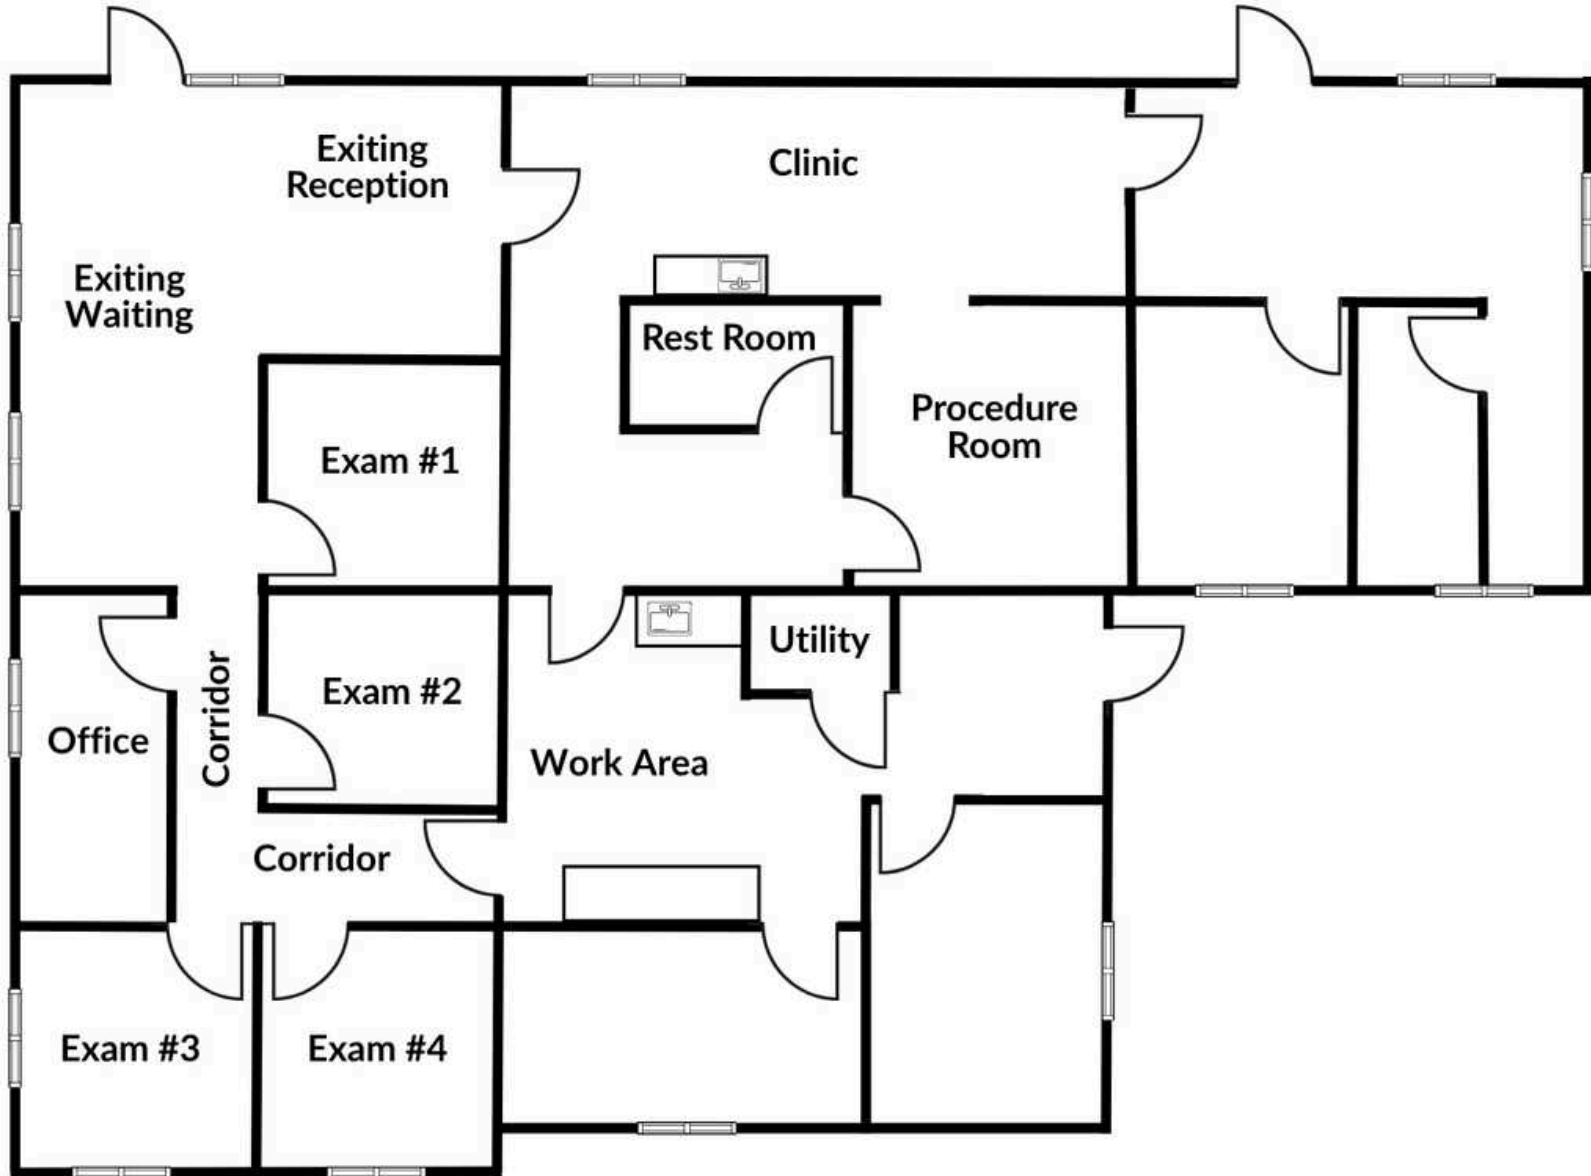 Exiting
Reception
Clinic
Exiting
Waiting
Rest Room
Procedure
Room
Exam #1
Utility
Exam #2
Corridor
Office
Work Area
Corridor
Exam #3
Exam #4